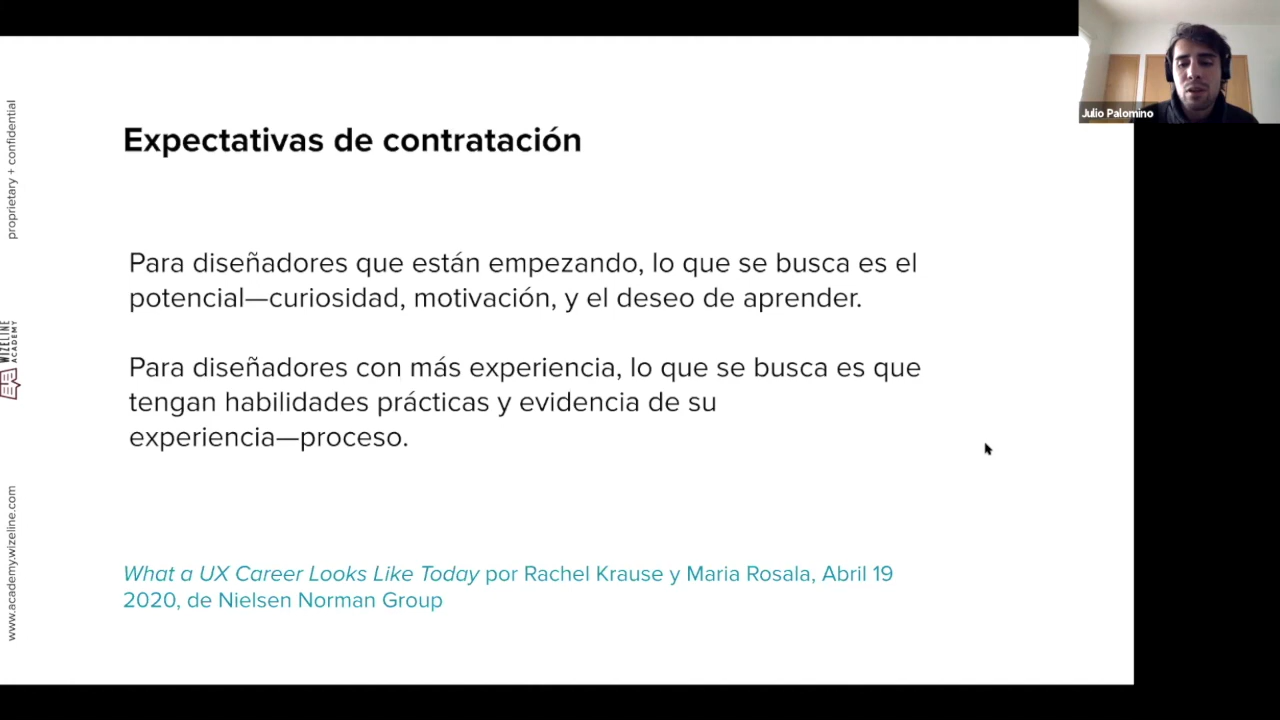 Expectativas de contratación
Para diseñadores que están empezando, lo que se busca es el
potencial—curiosidad, motivación, y el deseo de aprender.
Para diseñadores con más experiencia, lo que se busca es que
tengan habilidades prácticas y evidencia de su
experiencia—proceso.
What a UX Career Looks Like Today por Rachel Krause y Maria Rosala, Abril 19
2020, de Nielsen Norman Group
proprietary + confidential
WIZELINE
ACADEMY
www.academy.wizeline.com
Julio Palomino